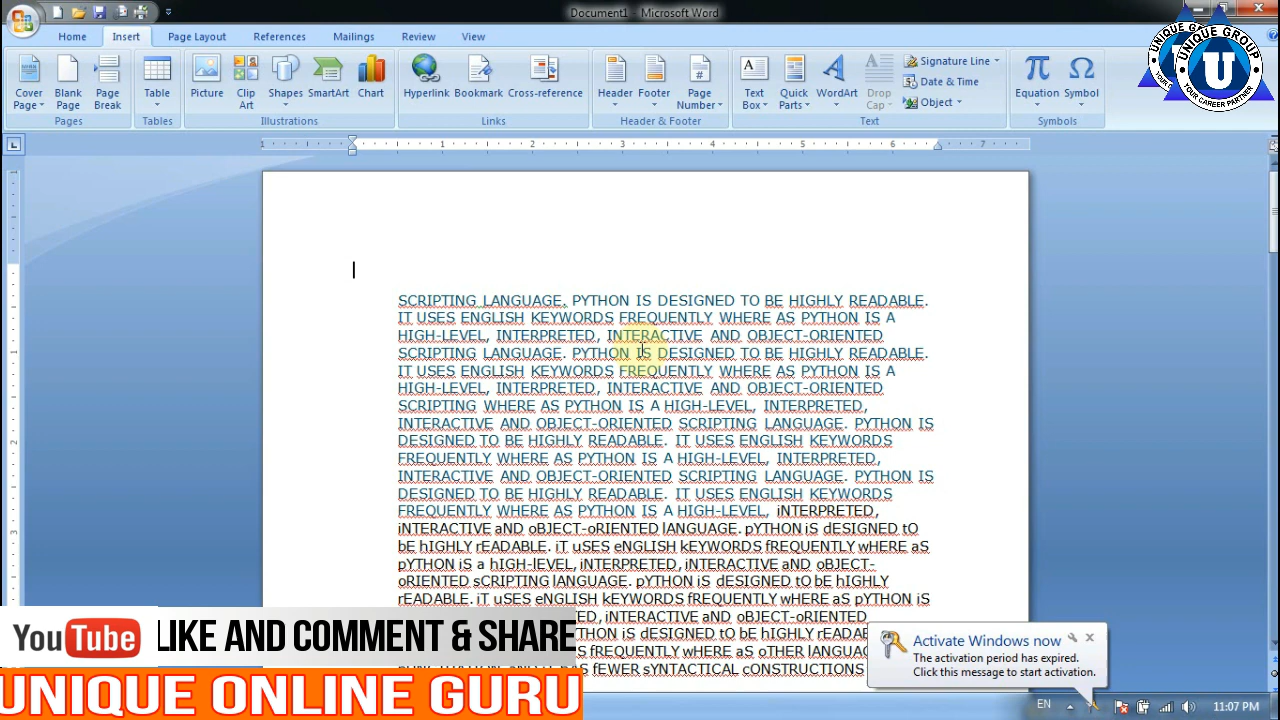 Document1 - Microsoft Word
Home Insert Page Layout References Mailings Review View
Cover Page Blank Page Page Break Table Picture Clip Art Shapes SmartArt Chart Hyperlink Bookmark Cross-reference Header Footer Page Number Text Box Quick Parts WordArt Drop Cap Signature Line Date & Time Object Equation Symbol
Pages Tables Illustrations Links Header & Footer Text Symbols
UNIQUE GROUP
UNIQUE GROUP
U
YOUR CAREER PARTNER
1 1 2 3 4 5 6 7
SCRIPTING LANGUAGE. PYTHON IS DESIGNED TO BE HIGHLY READABLE.
IT USES ENGLISH KEYWORDS FREQUENTLY WHERE AS PYTHON IS A
HIGH-LEVEL, INTERPRETED, INTERACTIVE AND OBJECT-ORIENTED
SCRIPTING LANGUAGE. PYTHON IS DESIGNED TO BE HIGHLY READABLE.
IT USES ENGLISH KEYWORDS FREQUENTLY WHERE AS PYTHON IS A
HIGH-LEVEL, INTERPRETED, INTERACTIVE AND OBJECT-ORIENTED
SCRIPTING WHERE AS PYTHON IS A HIGH-LEVEL, INTERPRETED,
INTERACTIVE AND OBJECT-ORIENTED SCRIPTING LANGUAGE. PYTHON IS
DESIGNED TO BE HIGHLY READABLE. IT USES ENGLISH KEYWORDS
FREQUENTLY WHERE AS PYTHON IS A HIGH-LEVEL, INTERPRETED,
INTERACTIVE AND OBJECT-ORIENTED SCRIPTING LANGUAGE. PYTHON IS
DESIGNED TO BE HIGHLY READABLE. IT USES ENGLISH KEYWORDS
FREQUENTLY WHERE AS PYTHON IS A HIGH-LEVEL, iNTERPRETED,
iNTERACTIVE aND oBJECT-oRIENTED lANGUAGE. pYTHON iS dESIGNED tO
bE hIGHLY rEADABLE. iT uSES eNGLISH kEYWORDS fREQUENTLY wHERE aS
pYTHON iS a hIGH-lEVEL, iNTERPRETED, iNTERACTIVE aND oBJECT-
oRIENTED sCRIPTING lANGUAGE. pYTHON iS dESIGNED tO bE hIGHLY
rEADABLE. iT uSES eNGLISH kEYWORDS fREQUENTLY wHERE aS pYTHON iS
iNTERACTIVE aND oBJECT-oRIENTED
iS dESIGNED tO bE hIGHLY
fREQUENTLY wHERE aS oTHER
fEWER sYNTACTICAL cONSTRUCTIONS
YouTube LIKE AND COMMENT & SHARE
UNIQUE ONLINE GURU
Activate Windows now
The activation period has expired.
Click this message to start activation.
EN 11:07 PM